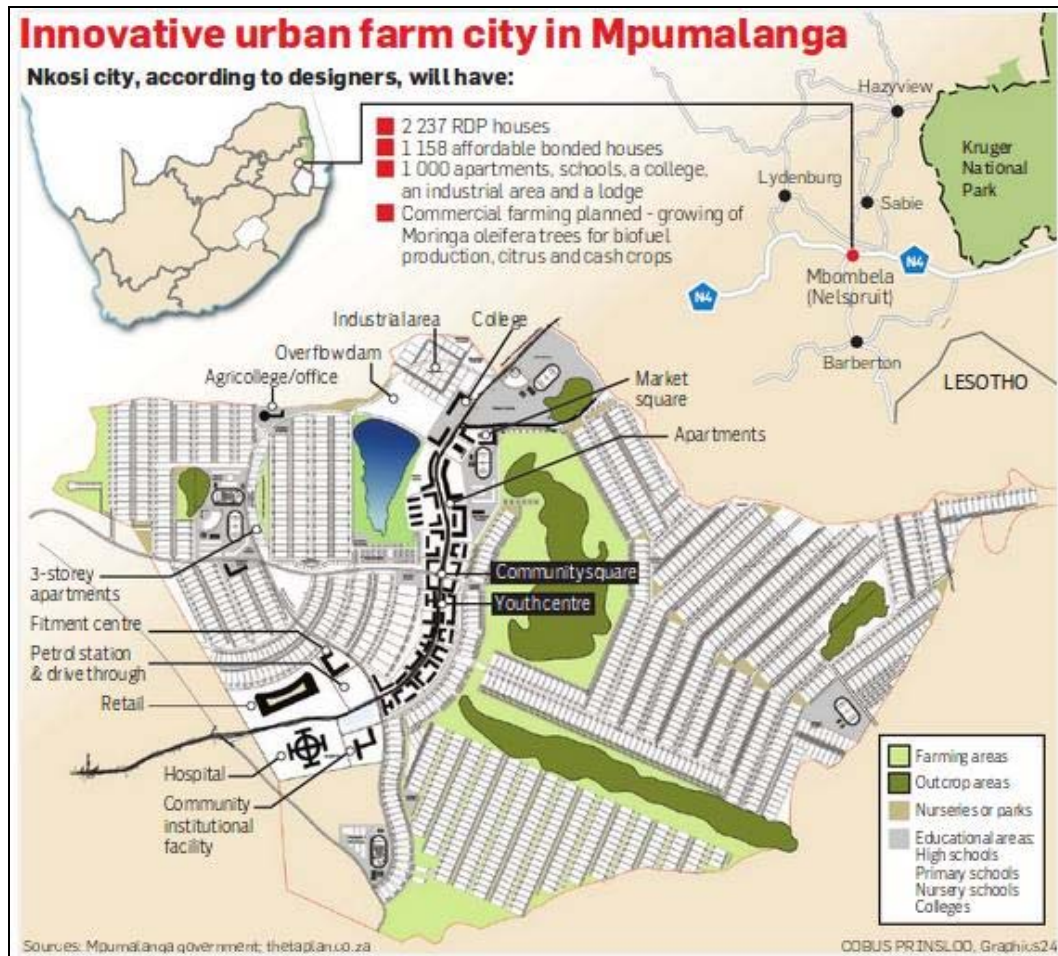 Innovative urban farm city in Mpumalanga
Nkosi city, according to designers, will have:
2 237 RDP houses
1 158 affordable bonded houses
1 000 apartments, schools, a college,
an industrial area and a lodge
Commercial farming planned - growing of
Moringa oleifera trees for biofuel
production, citrus and cash crops
Hazyview
Kruger
National
Park
Lydenburg
Sabie
N4
N4
Mbombela
(Nelspruit)
Barberton
LESOTHO
Industrial area
College
Overflow dam
Agricollege/office
Market
square
Apartments
3-storey
apartments
Community square
Youth centre
Fitment centre
Petrol station
& drive through
Retail
Hospital
Community
institutional
facility
Farming areas
Outcrop areas
Nurseries or parks
Educational areas:
High schools
Primary schools
Nursery schools
Colleges
Sources: Mpumalanga government; thetaplan.co.za
COBUS PRINSLOO, Graphics24